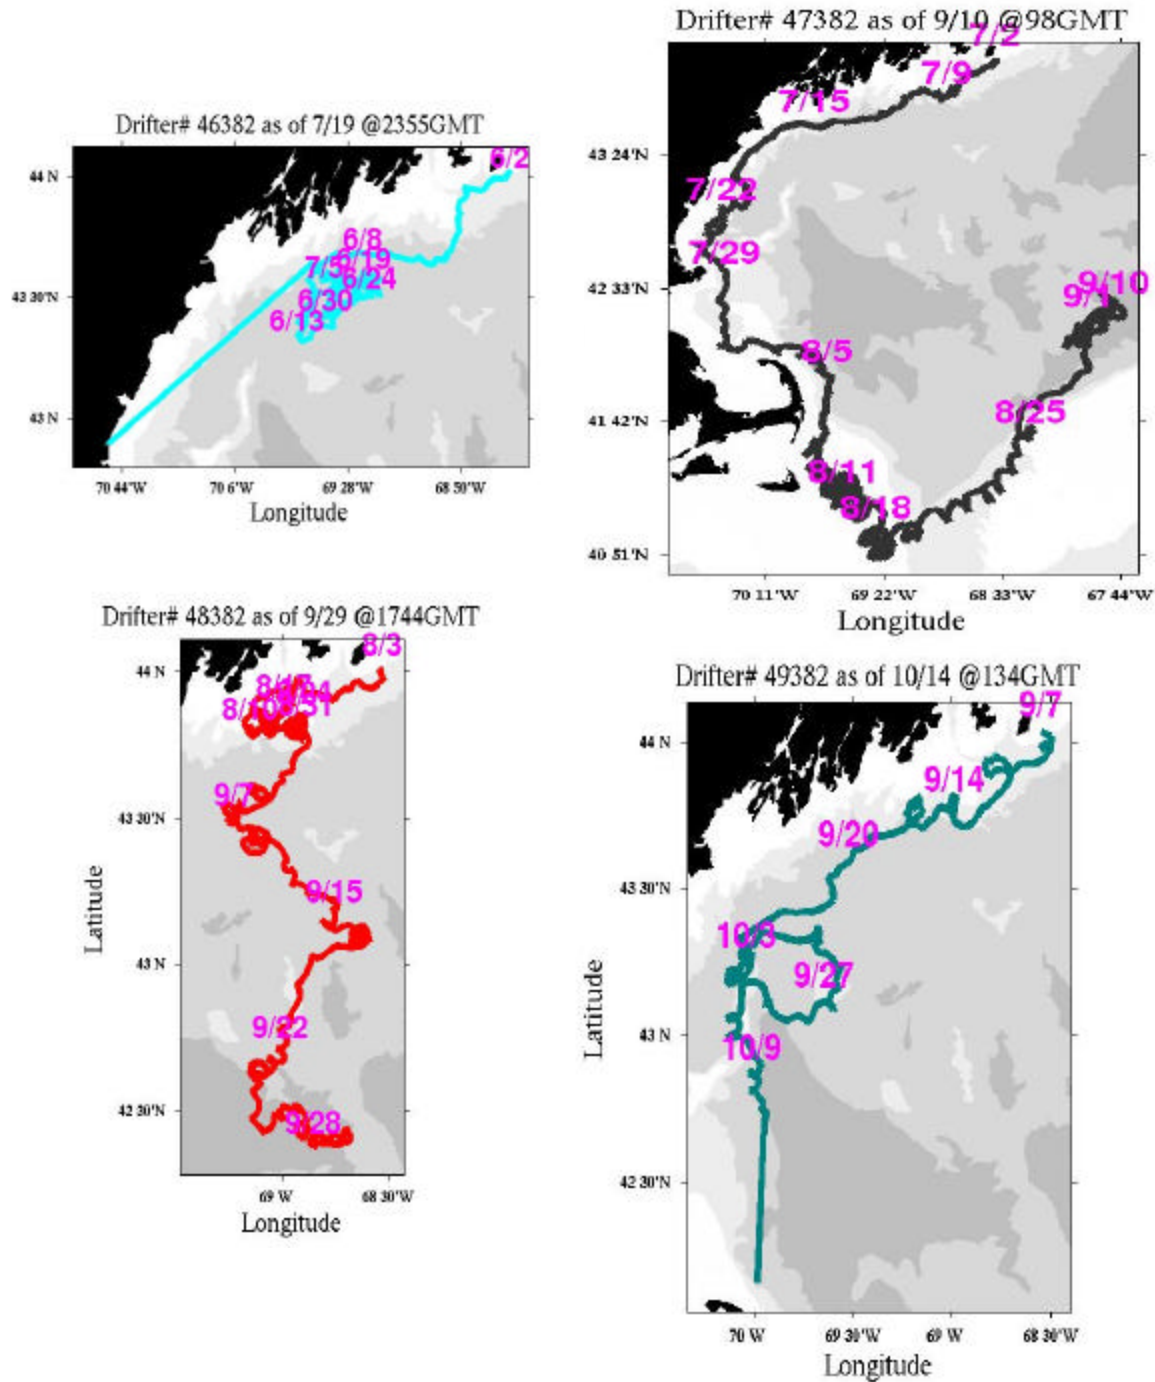 Drifter# 46382 as of 7/19 @2355GMT
6/2
44 N
6/8
6/19
7/5
6/24
43 30'N
6/30
6/13
43 N
70 44'W 70 6'W 69 28'W 68 50'W
Longitude
Drifter# 47382 as of 9/10 @98GMT
7/2
7/9
7/15
43 24'N
7/22
7/29
42 33'N
9/10
9/1
8/5
41 42'N
8/25
8/11
8/18
40 51'N
70 11'W 69 22'W 68 33'W 67 44'W
Longitude
Drifter# 48382 as of 9/29 @1744GMT
8/3
44 N
8/10
9/7
43 30'N
9/15
43 N
9/22
42 30'N
9/28
69 W 68 30'W
Latitude
Longitude
Drifter# 49382 as of 10/14 @134GMT
9/7
44 N
9/14
9/20
43 30'N
10/3
9/27
43 N
10/9
42 30'N
70 W 69 30'W 69 W 68 30'W
Latitude
Longitude